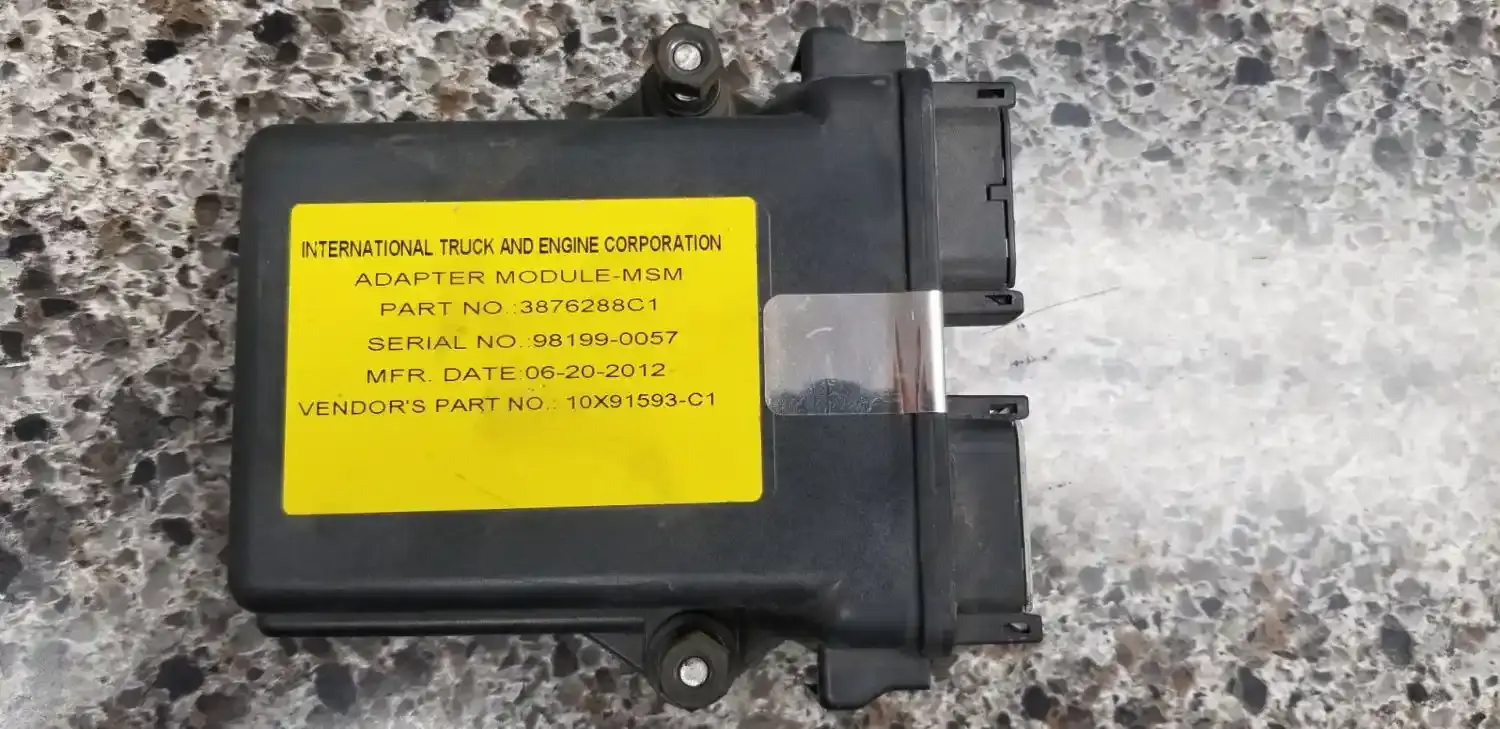 INTERNATIONAL TRUCK AND ENGINE CORPORATION
ADAPTER MODULE-MSM
PART NO.:3876288C1
SERIAL NO.:98199-0057
MFR. DATE:06-20-2012
VENDOR'S PART NO.: 10X91593-C1